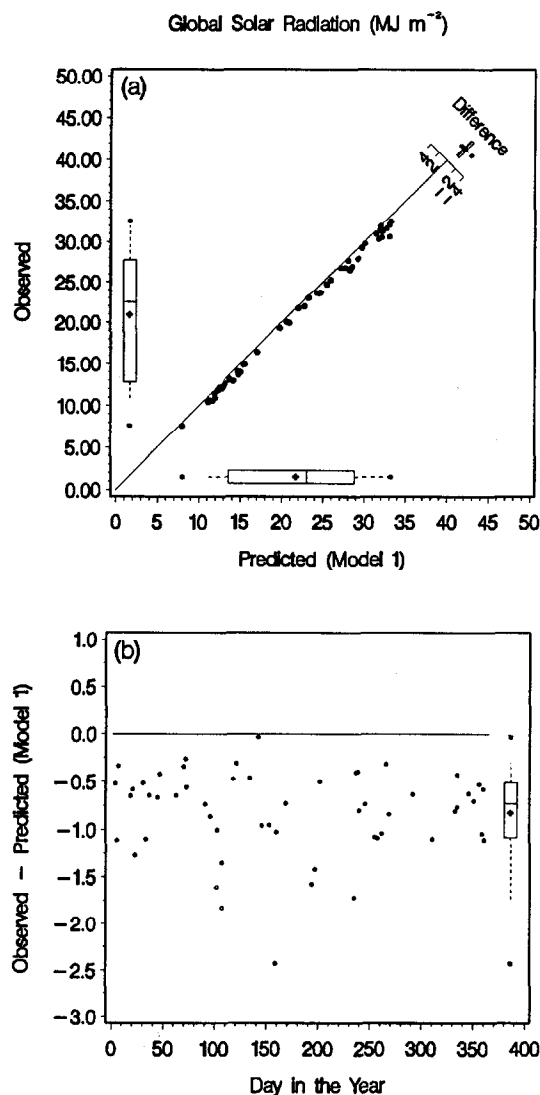 Global Solar Radiation (MJ m⁻²)
(a)
50.00
45.00
40.00
35.00
30.00
25.00
20.00
15.00
10.00
5.00
0.00
Observed
Difference
4
2
−2
−4
0 5 10 15 20 25 30 35 40 45 50
Predicted (Model 1)
(b)
1.0
0.5
0.0
−0.5
−1.0
−1.5
−2.0
−2.5
−3.0
Observed − Predicted (Model 1)
0 50 100 150 200 250 300 350 400
Day in the Year